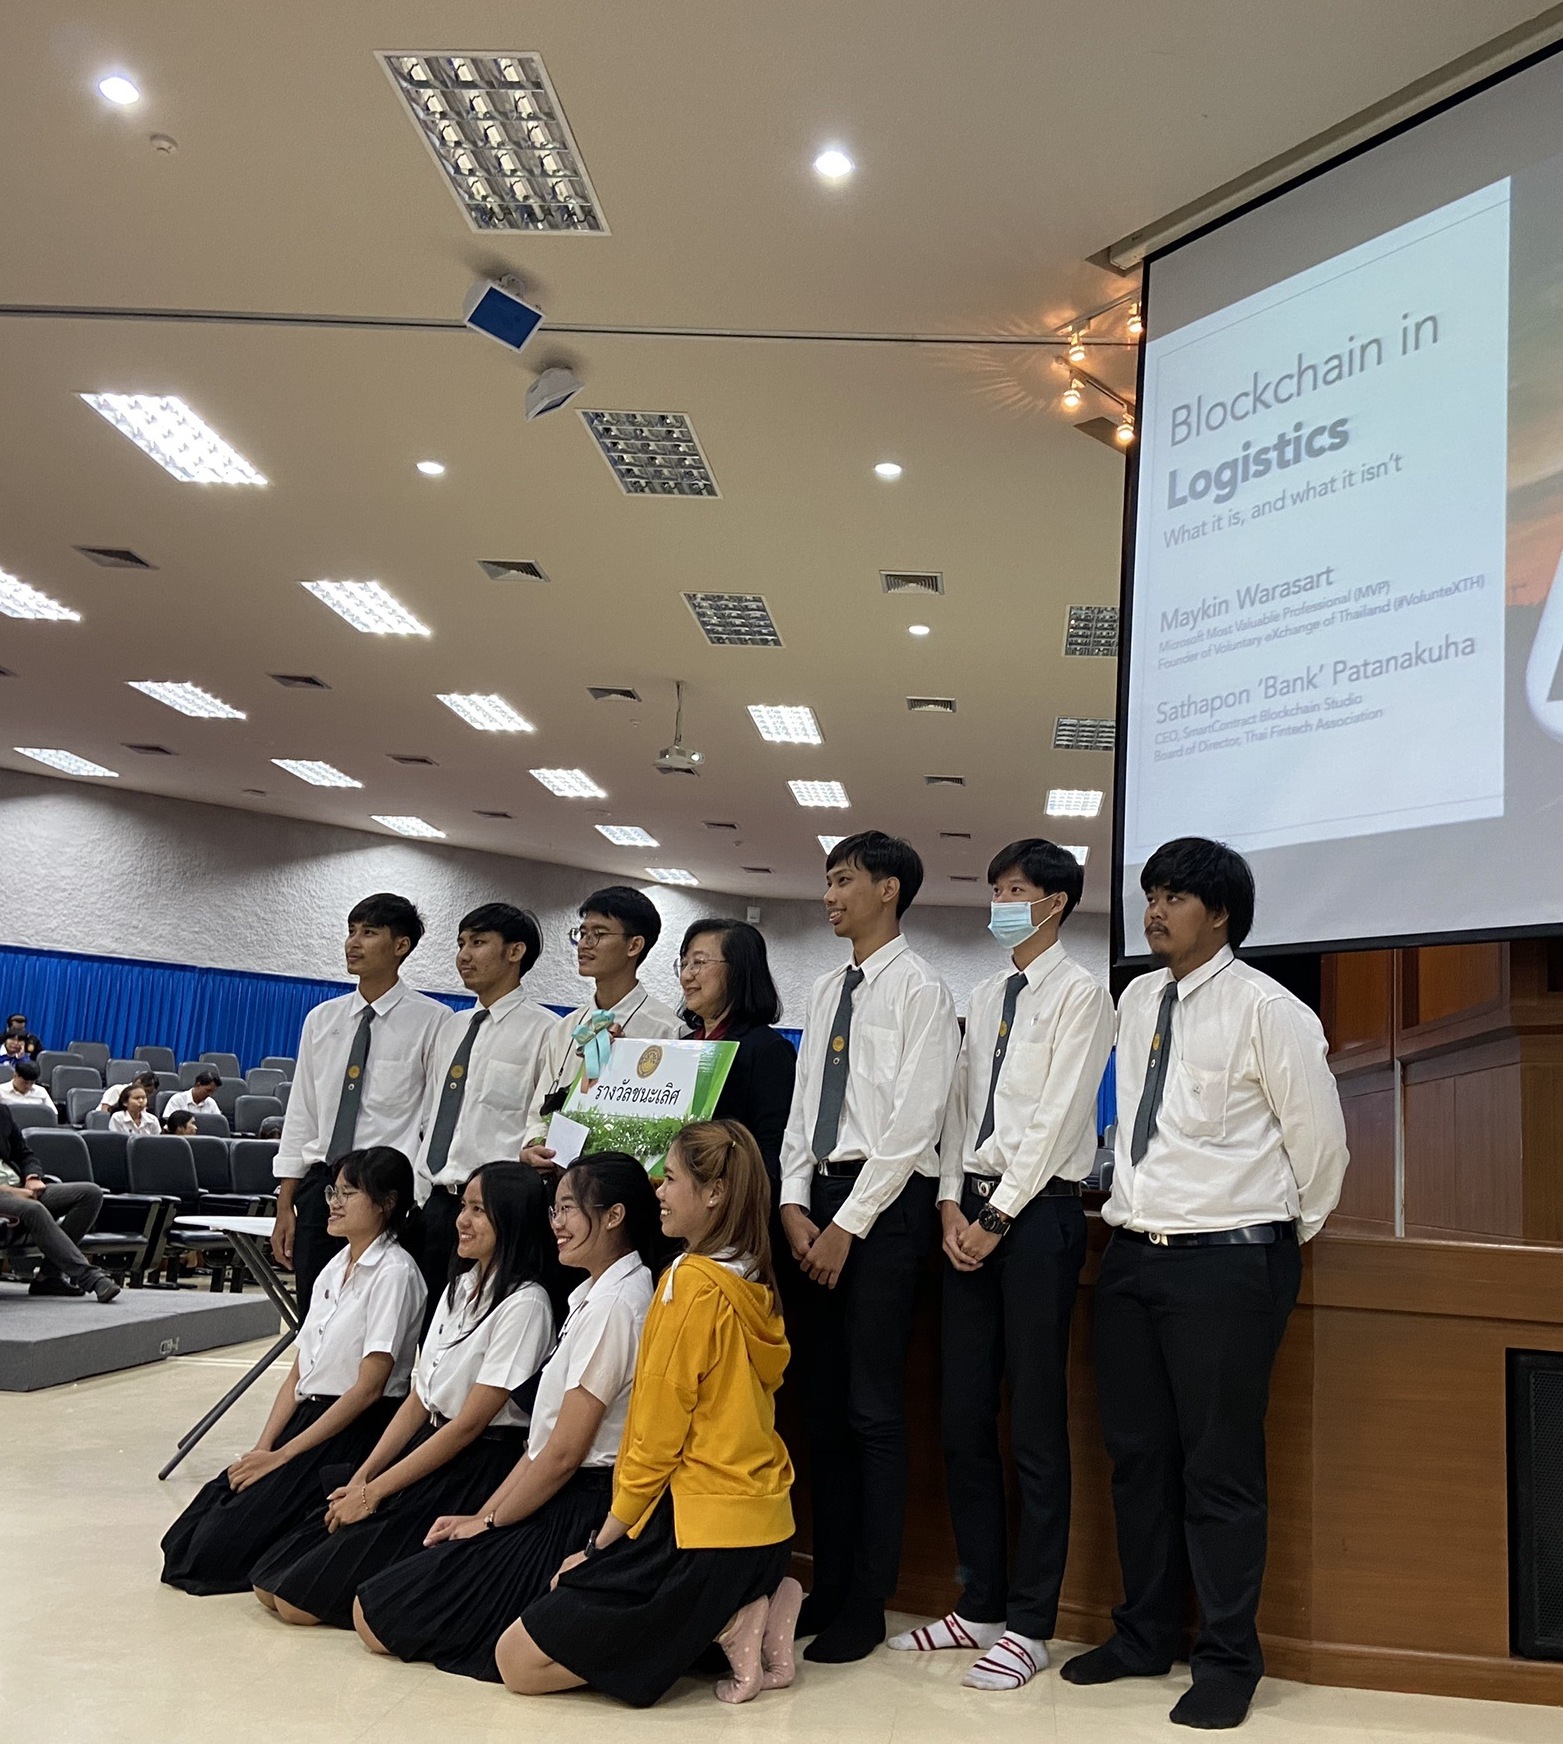 Blockchain in
Logistics
What it is, and what it isn't
Maykin Warasart
Microsoft Most Valuable Professional (MVP)
Founder of Voluntary eXchange of Thailand (#VolunteXTH)
Sathapon 'Bank' Patanakuha
CEO, SmartContract Blockchain Studio
Board of Director, Thai Fintech Association
รางวัลชนะเลิศ